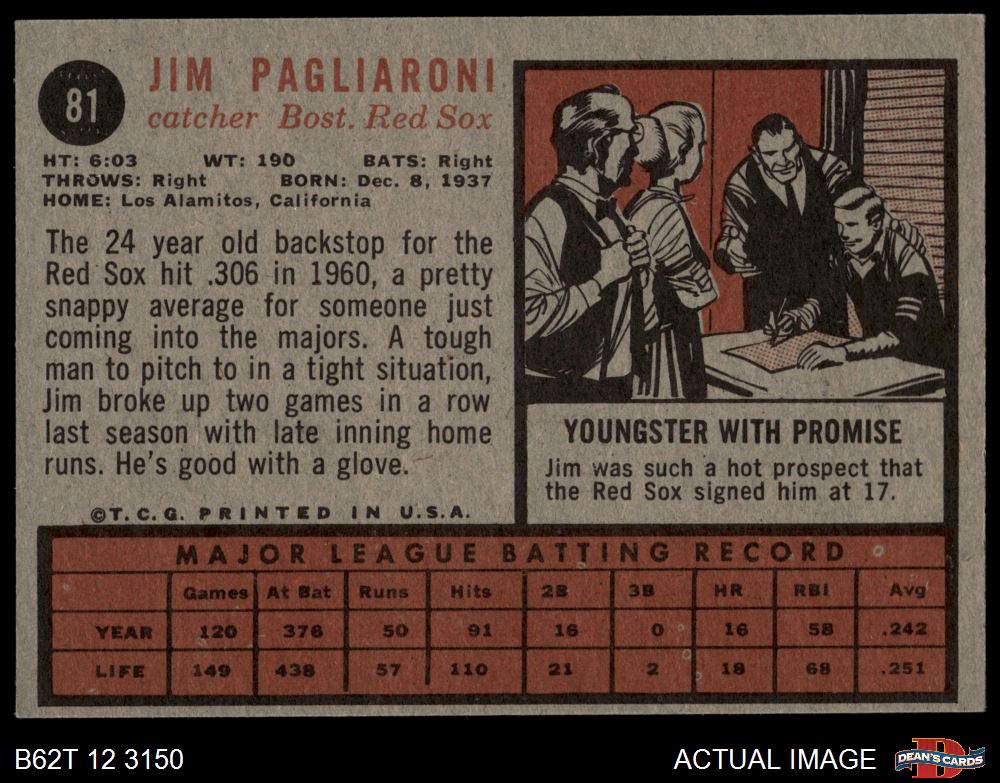 81
JIM PAGLIARONI
catcher Bost. Red Sox
HT: 6:03 WT: 190 BATS: Right
THROWS: Right BORN: Dec. 8, 1937
HOME: Los Alamitos, California
The 24 year old backstop for the
Red Sox hit .306 in 1960, a pretty
snappy average for someone just
coming into the majors. A tough
man to pitch to in a tight situation,
Jim broke up two games in a row
last season with late inning home
runs. He's good with a glove.
©T.C.G. PRINTED IN U.S.A.
YOUNGSTER WITH PROMISE
Jim was such a hot prospect that
the Red Sox signed him at 17.
MAJOR LEAGUE BATTING RECORD
Games At Bat Runs Hits 2B 3B HR RBI Avg
YEAR 120 376 50 91 16 0 16 58 .242
LIFE 149 438 57 110 21 2 18 68 .251
B62T 12 3150
ACTUAL IMAGE
D
DEAN'S CARDS